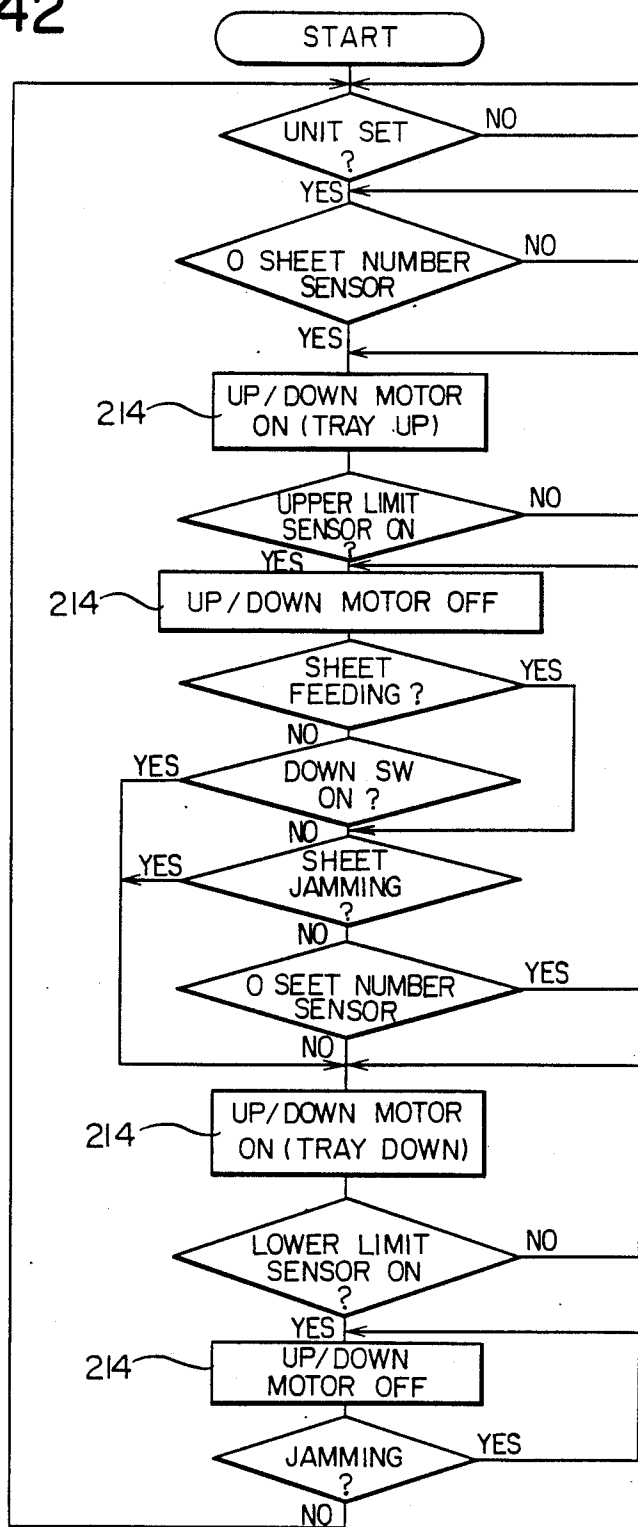 42
START
UNIT SET
?
NO
YES
0 SHEET NUMBER
SENSOR
NO
YES
214
UP/DOWN MOTOR
ON (TRAY UP)
UPPER LIMIT
SENSOR ON
?
NO
YES
214
UP/DOWN MOTOR OFF
SHEET
FEEDING ?
YES
NO
YES
DOWN SW
ON ?
NO
YES
SHEET
JAMMING
?
NO
0 SEET NUMBER
SENSOR
YES
NO
214
UP/DOWN MOTOR
ON (TRAY DOWN)
LOWER LIMIT
SENSOR ON
?
NO
YES
214
UP/DOWN
MOTOR OFF
JAMMING
?
YES
NO